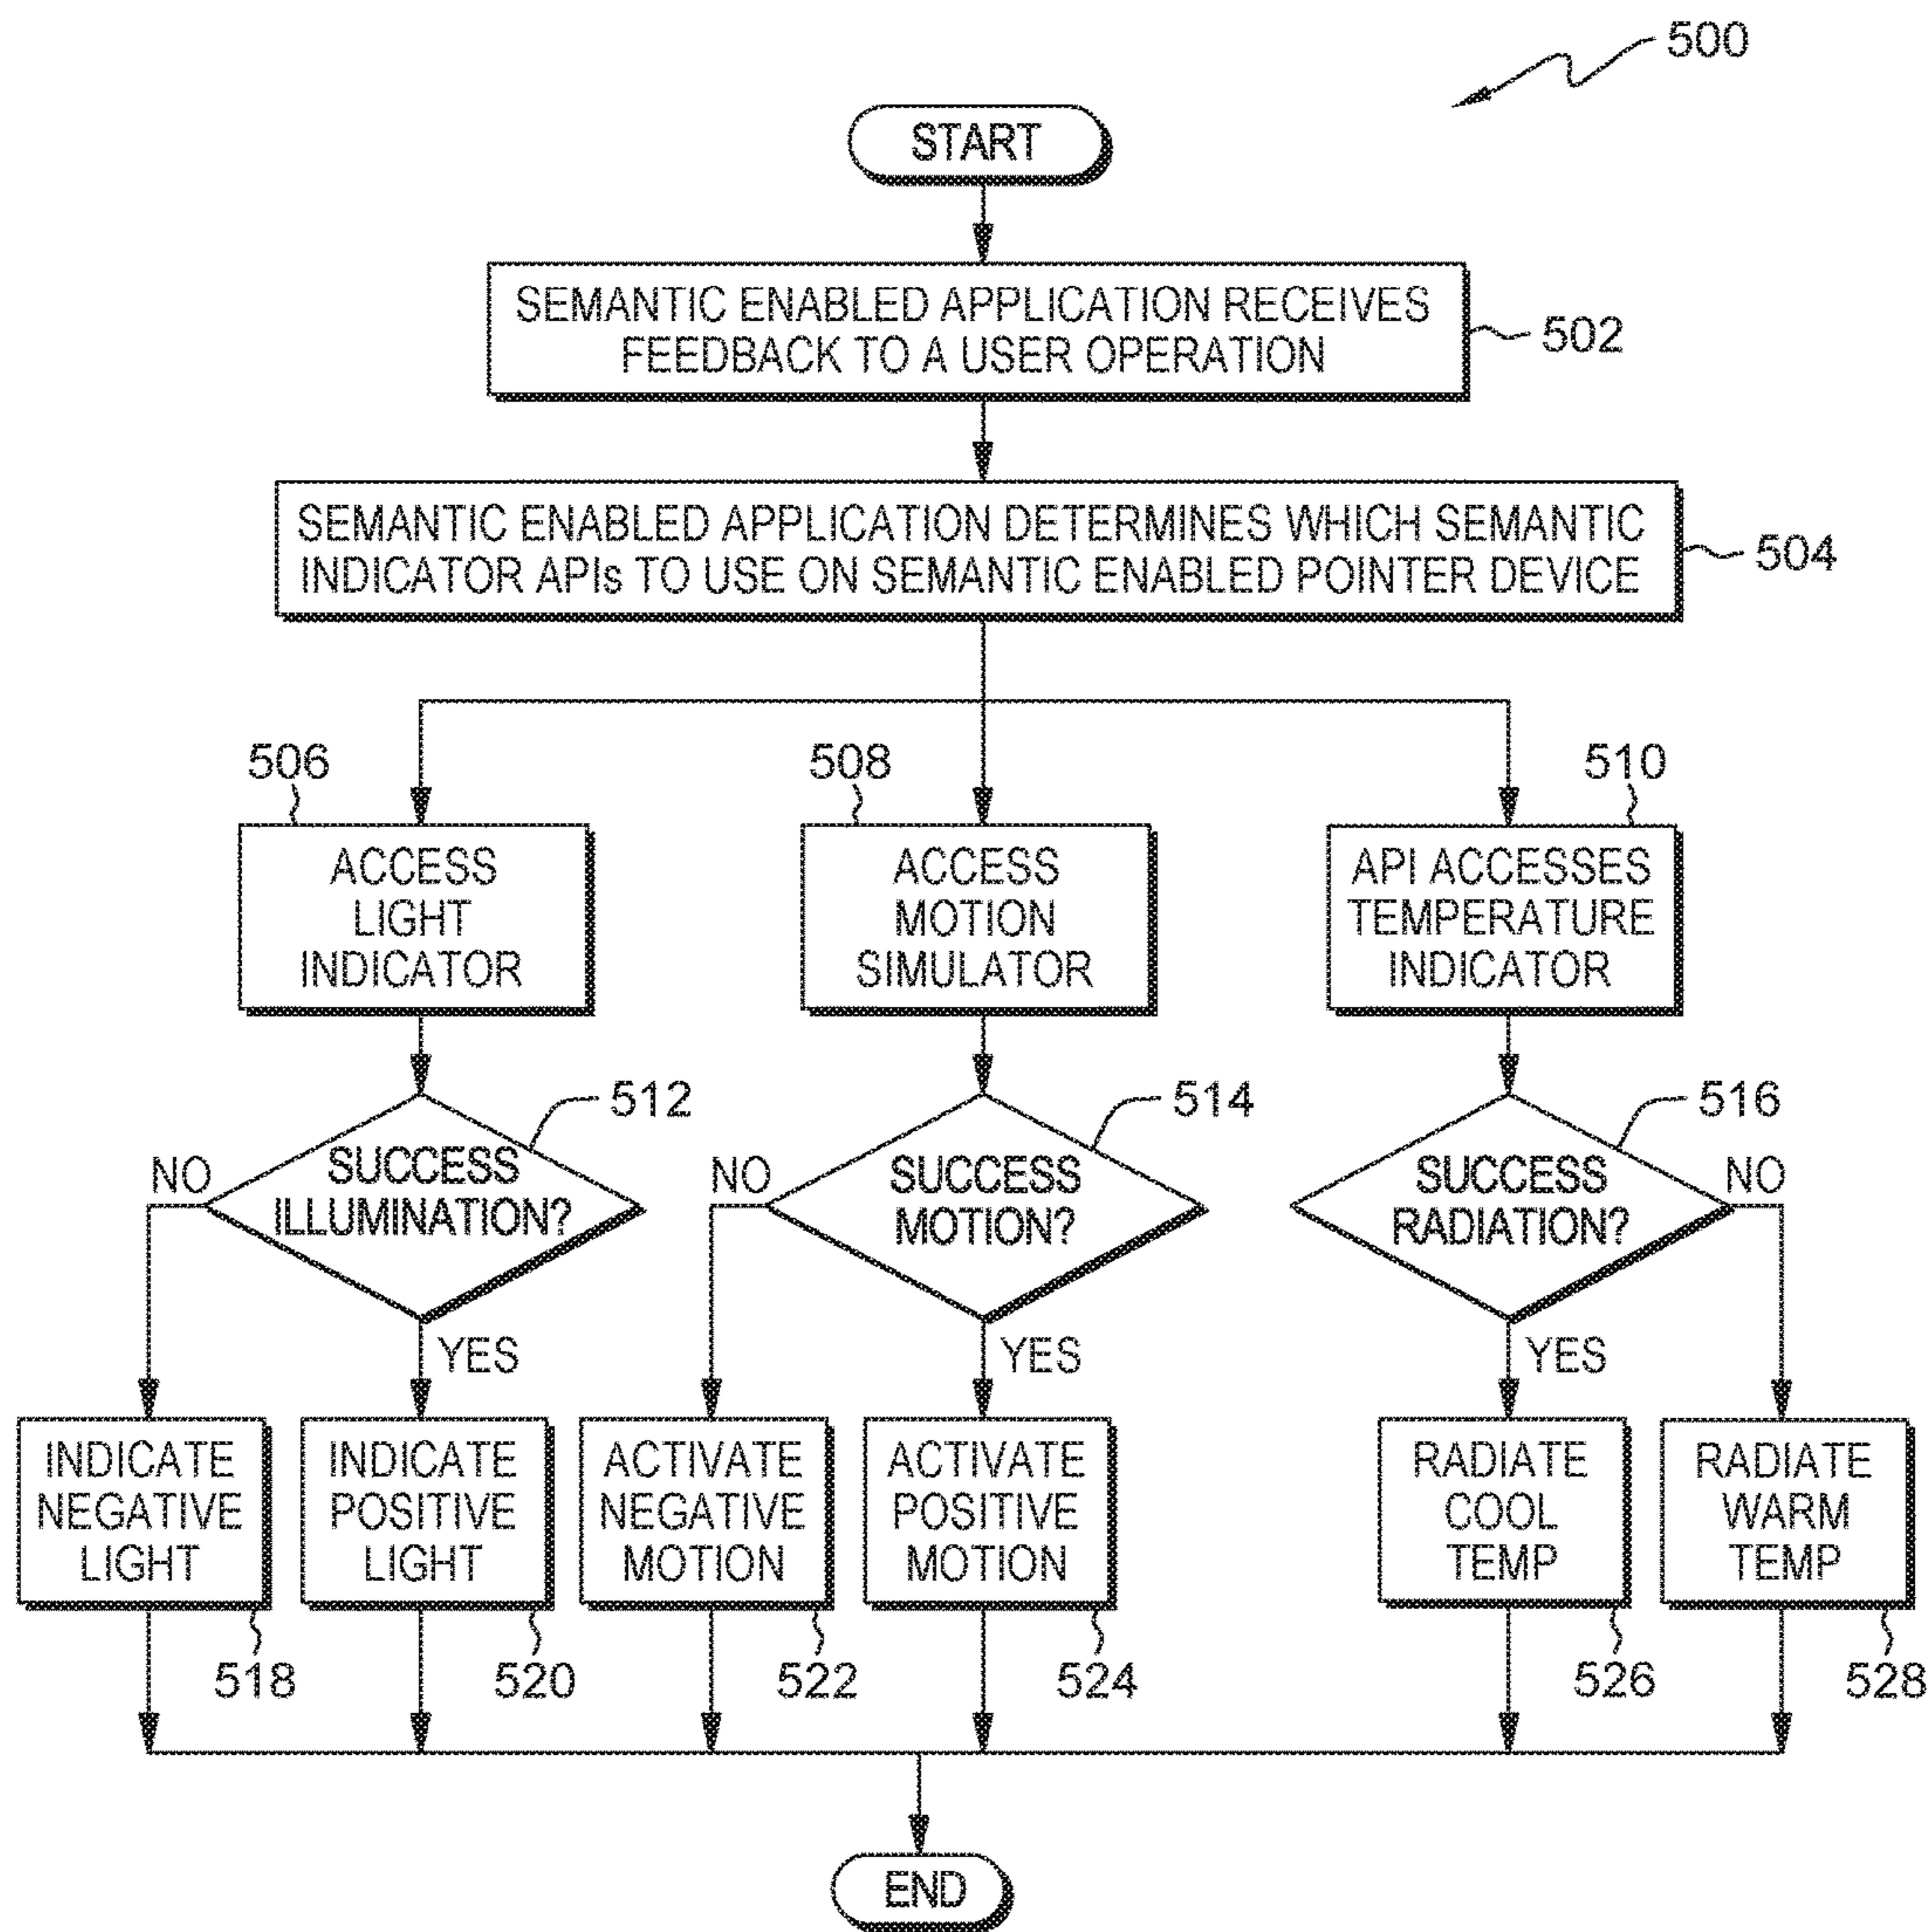 500
START
SEMANTIC ENABLED APPLICATION RECEIVES
FEEDBACK TO A USER OPERATION
502
SEMANTIC ENABLED APPLICATION DETERMINES WHICH SEMANTIC
INDICATOR APIs TO USE ON SEMANTIC ENABLED POINTER DEVICE
504
506
ACCESS
LIGHT
INDICATOR
508
ACCESS
MOTION
SIMULATOR
510
API ACCESSES
TEMPERATURE
INDICATOR
512
SUCCESS
ILLUMINATION?
NO
YES
514
SUCCESS
MOTION?
NO
YES
516
SUCCESS
RADIATION?
NO
YES
INDICATE
NEGATIVE
LIGHT
518
INDICATE
POSITIVE
LIGHT
520
ACTIVATE
NEGATIVE
MOTION
522
ACTIVATE
POSITIVE
MOTION
524
RADIATE
COOL
TEMP
526
RADIATE
WARM
TEMP
528
END